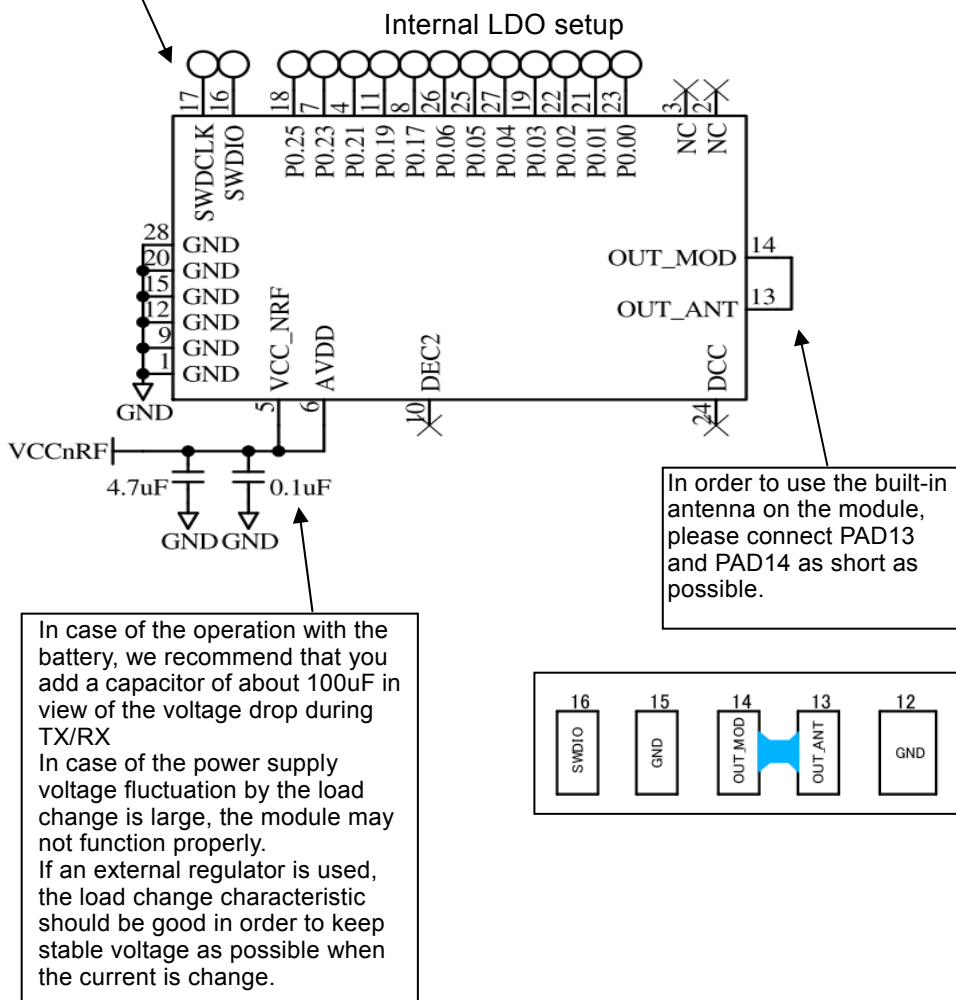 Internal LDO setup
17 16 18 7 4 11 8 26 25 27 19 22 21 23 3 2
SWDCLK SWDIO P0.25 P0.23 P0.21 P0.19 P0.17 P0.06 P0.05 P0.04 P0.03 P0.02 P0.01 P0.00 NC NC
28 GND
20 GND
15 GND
12 GND
9 GND
1 GND
GND
OUT_MOD 14
OUT_ANT 13
VCC_NRF AVDD DEC2 DCC
5 6 10 24
VCCnRF
4.7uF 0.1uF
GND GND
In order to use the built-in
antenna on the module,
please connect PAD13
and PAD14 as short as
possible.
In case of the operation with the
battery, we recommend that you
add a capacitor of about 100uF in
view of the voltage drop during
TX/RX
In case of the power supply
voltage fluctuation by the load
change is large, the module may
not function properly.
If an external regulator is used,
the load change characteristic
should be good in order to keep
stable voltage as possible when
the current is change.
16 15 14 13 12
SWDIO GND OUT_MOD OUT_ANT GND